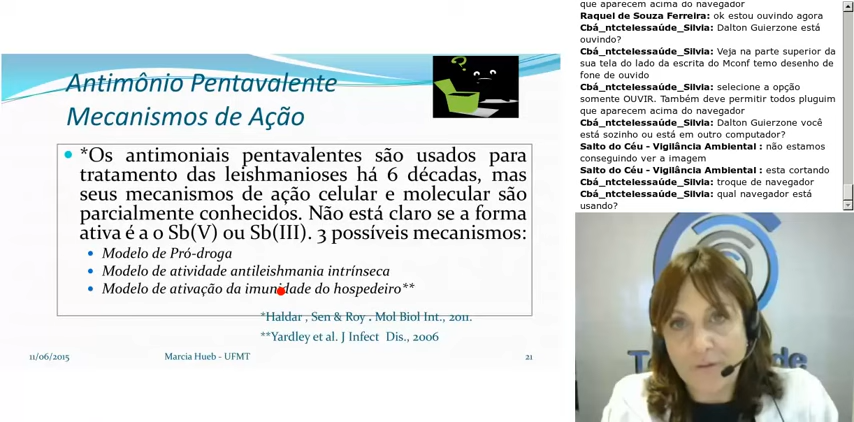 Antimônio Pentavalente
Mecanismos de Ação
*Os antimoniais pentavalentes são usados para
tratamento das leishmanioses há 6 décadas, mas
seus mecanismos de ação celular e molecular são
parcialmente conhecidos. Não está claro se a forma
ativa é a o Sb(V) ou Sb(III). 3 possíveis mecanismos:
Modelo de Pró-droga
Modelo de atividade antileishmania intrínseca
Modelo de ativação da imunidade do hospedeiro**
*Haldar , Sen & Roy . Mol Biol Int., 2011.
**Yardley et al. J Infect Dis., 2006
11/06/2015
Marcia Hueb - UFMT
21
que aparecem acima do navegador
Raquel de Souza Ferreira: ok estou ouvindo agora
Cbá_ntctelessaúde_Silvia: Dalton Guierzone está
ouvindo?
Cbá_ntctelessaúde_Silvia: Veja na parte superior da
sua tela do lado da escrita do Mconf temo desenho de
fone de ouvido
Cbá_ntctelessaúde_Silvia: selecione a opção
somente OUVIR. Também deve permitir todos pluguim
que aparecem acima do navegador
Cbá_ntctelessaúde_Silvia: Dalton Guierzone você
está sozinho ou está em outro computador?
Salto do Céu - Vigilância Ambiental : não estamos
conseguindo ver a imagem
Salto do Céu - Vigilância Ambiental : esta cortando
Cbá_ntctelessaúde_Silvia: troque de navegador
Cbá_ntctelessaúde_Silvia: qual navegador está
usando?